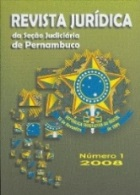 REVISTA JURÍDICA
da Seção Judiciária
de Pernambuco
Número 1
2008